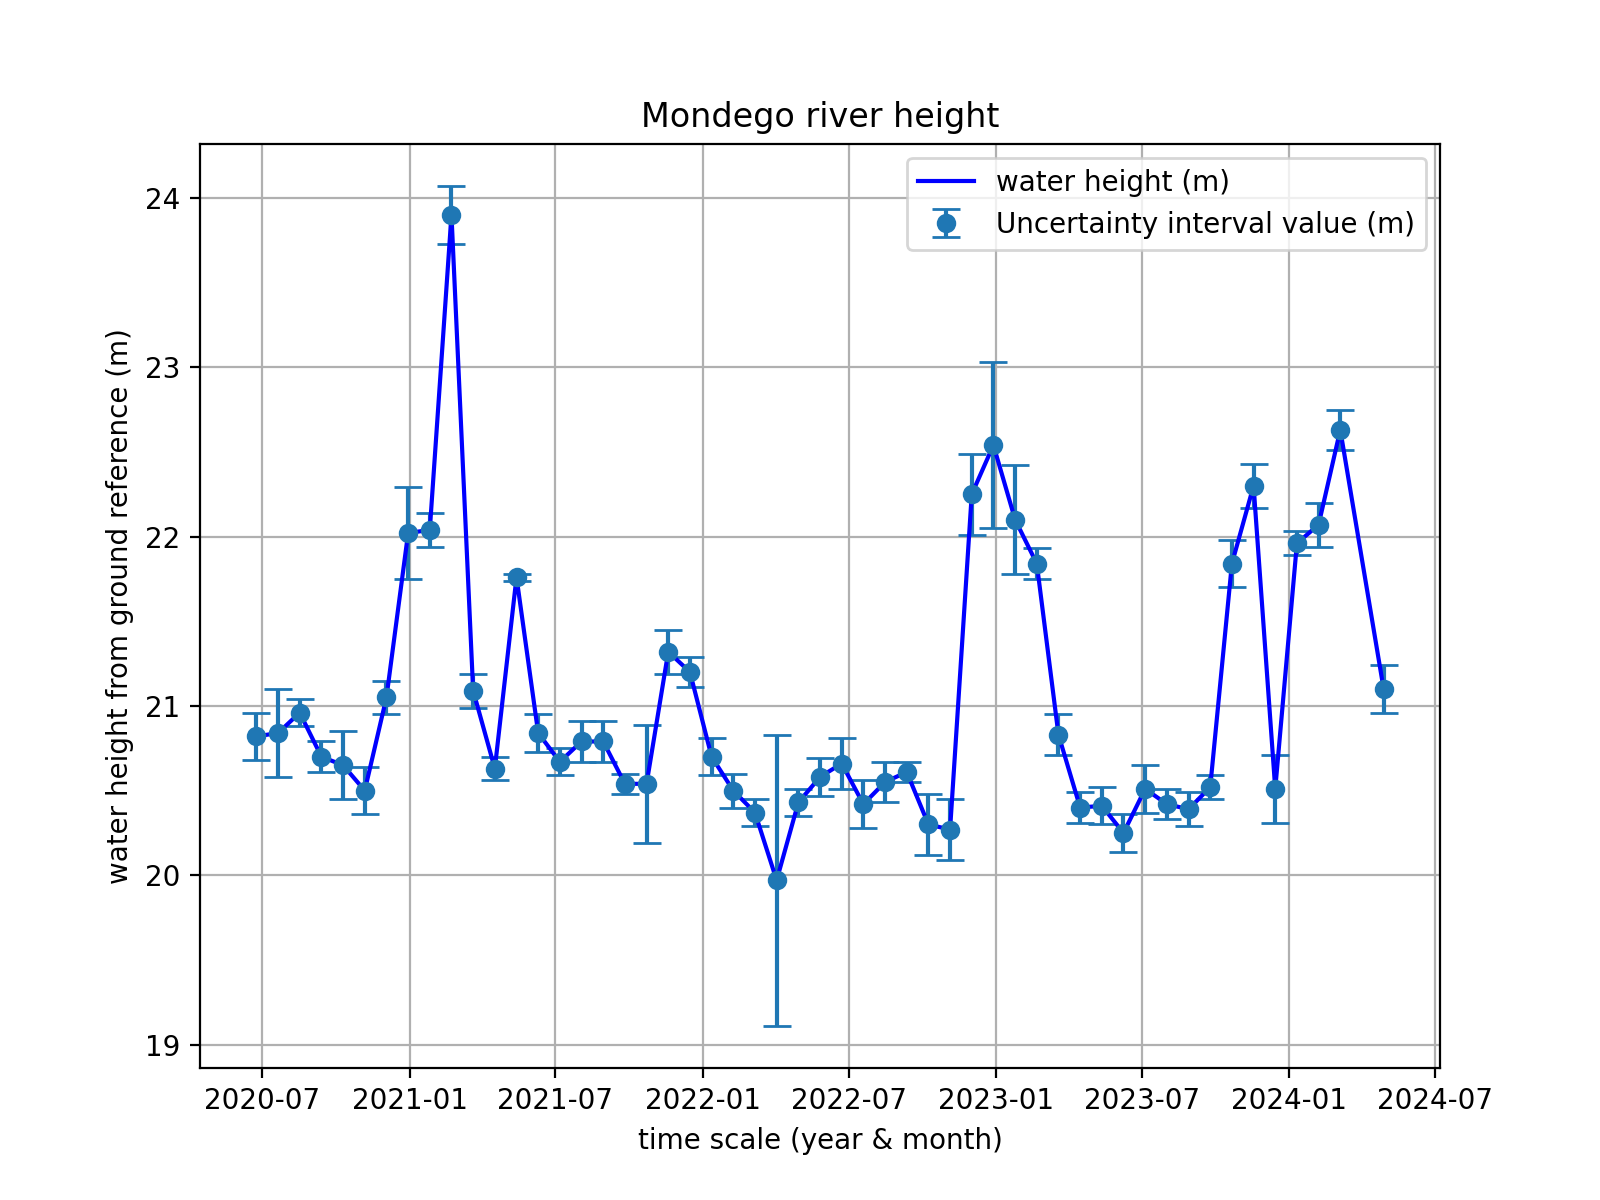 Mondego river height
water height (m)
Uncertainty interval value (m)
water height from ground reference (m)
24
23
22
21
20
19
2020-07 2021-01 2021-07 2022-01 2022-07 2023-01 2023-07 2024-01 2024-07
time scale (year & month)